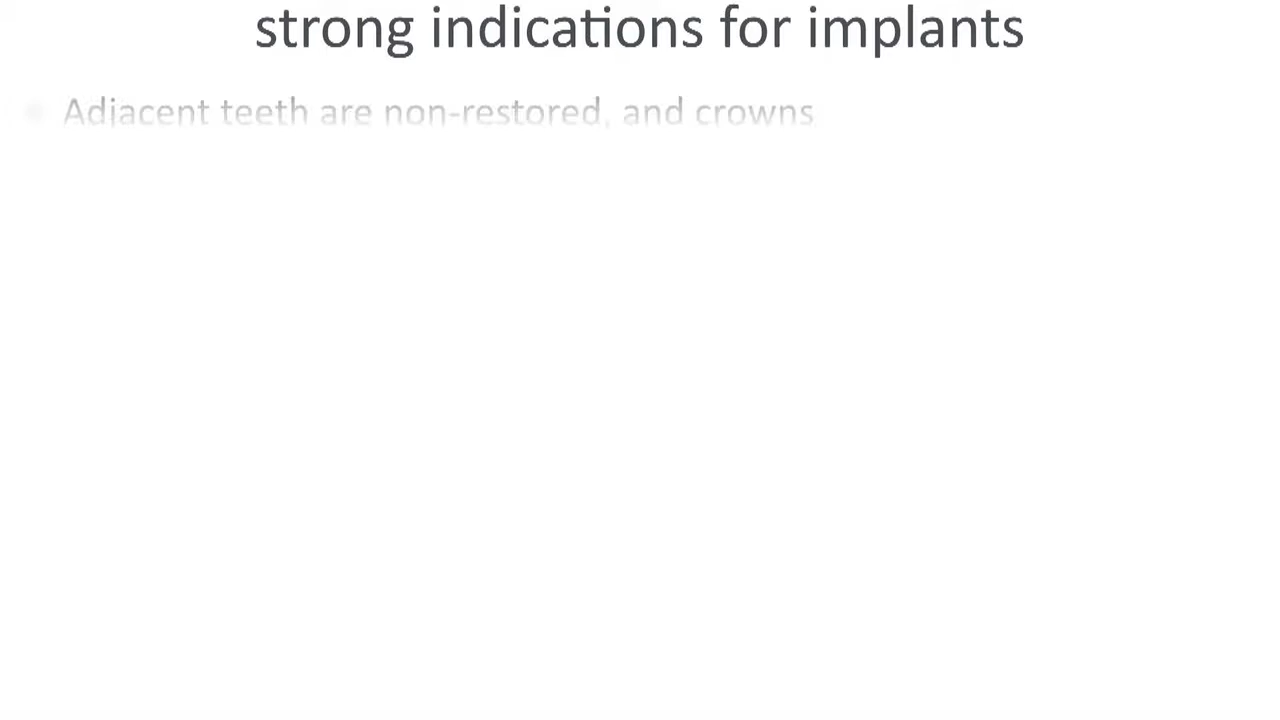 strong indications for implants
Adjacent teeth are non-restored, and crowns